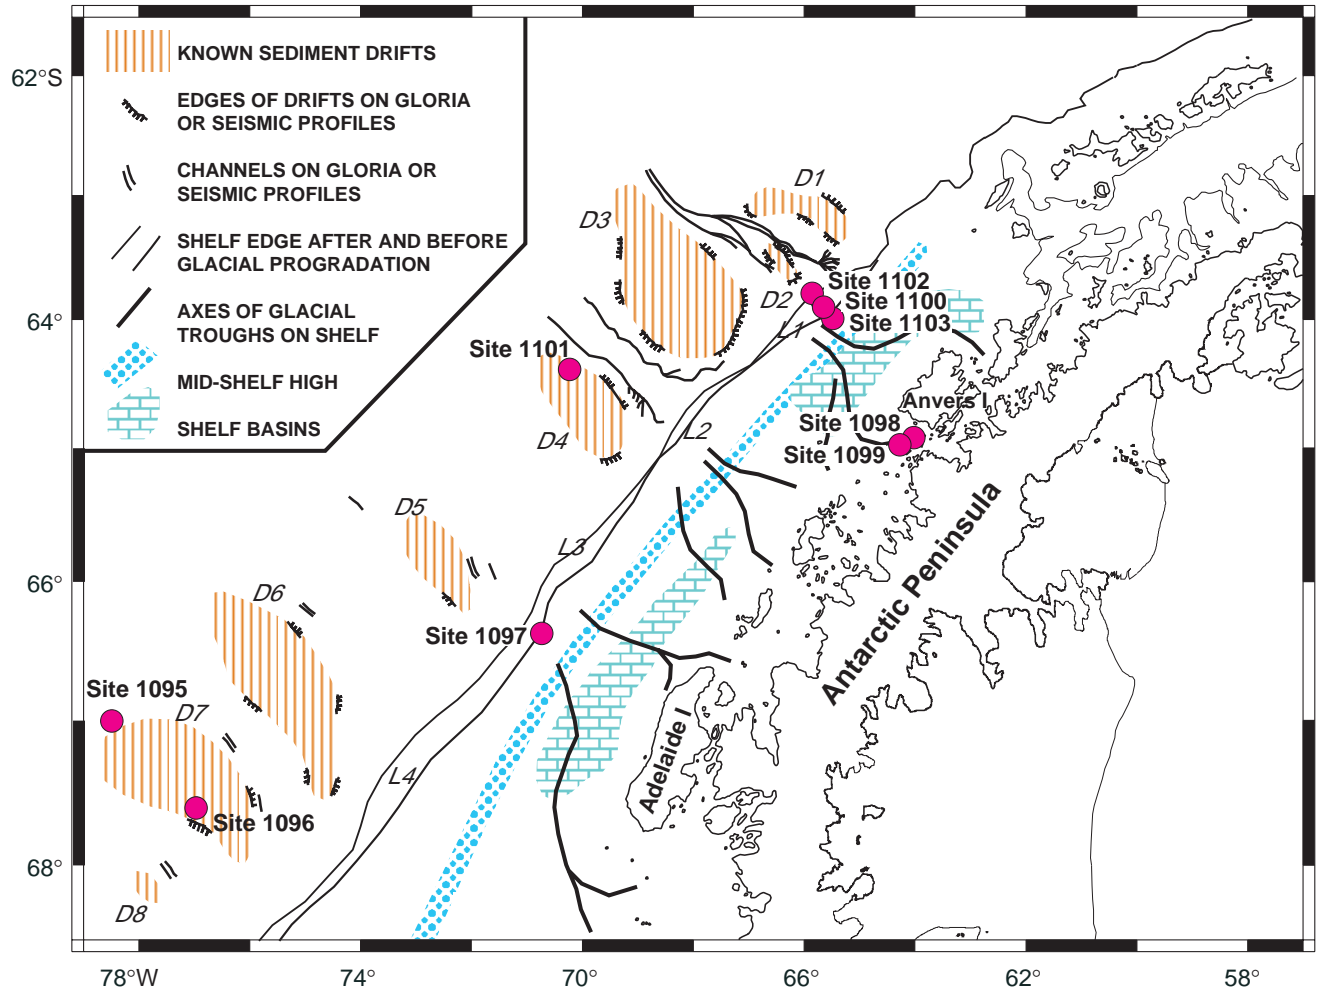 KNOWN SEDIMENT DRIFTS
EDGES OF DRIFTS ON GLORIA
OR SEISMIC PROFILES
CHANNELS ON GLORIA OR
SEISMIC PROFILES
SHELF EDGE AFTER AND BEFORE
GLACIAL PROGRADATION
AXES OF GLACIAL
TROUGHS ON SHELF
MID-SHELF HIGH
SHELF BASINS
62°S
64°
66°
68°
D1
D3
D2
Site 1102
Site 1100
Site 1103
L1
Site 1101
D4
L2
Anvers I
Site 1098
Site 1099
D5
L3
Antarctic Peninsula
D6
Site 1097
Site 1095
D7
Adelaide I
L4
Site 1096
D8
78°W
74°
70°
66°
62°
58°